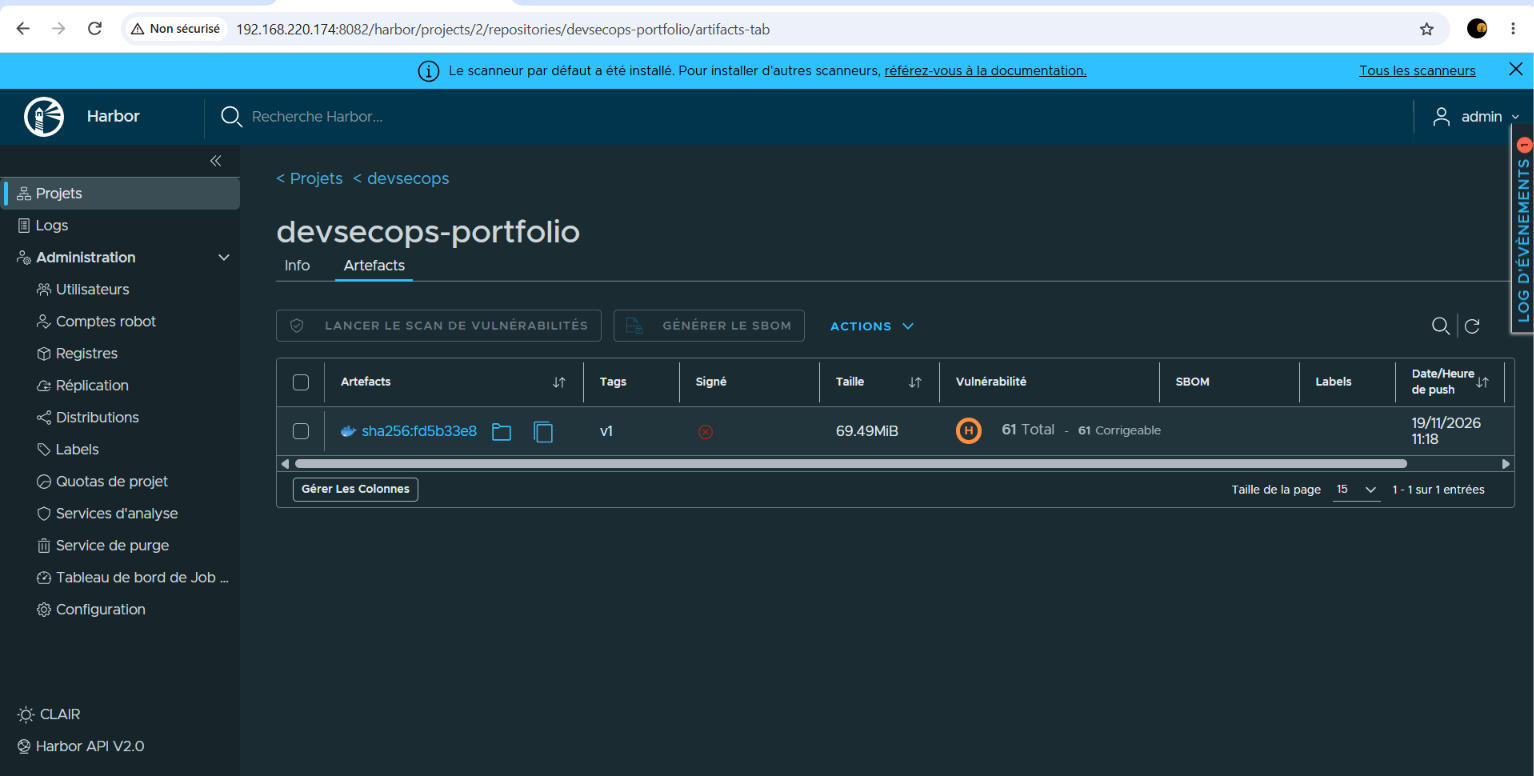 Non sécurisé
192.168.220.174:8082/harbor/projects/2/repositories/devsecops-portfolio/artifacts-tab
Le scanneur par défaut a été installé. Pour installer d'autres scanneurs, référez-vous à la documentation.
Tous les scanneurs
Harbor
Recherche Harbor...
admin
LOG D'ÉVÈNEMENTS
1
Projets
Logs
Administration
Utilisateurs
Comptes robot
Registres
Réplication
Distributions
Labels
Quotas de projet
Services d'analyse
Service de purge
Tableau de bord de Job ...
Configuration
CLAIR
Harbor API V2.0
< Projets < devsecops
devsecops-portfolio
Info
Artefacts
LANCER LE SCAN DE VULNÉRABILITÉS
GÉNÉRER LE SBOM
ACTIONS
Artefacts
Tags
Signé
Taille
Vulnérabilité
SBOM
Labels
Date/Heure
de push
sha256:fd5b33e8
v1
69.49MiB
H
61 Total - 61 Corrigeable
19/11/2026
11:18
Gérer Les Colonnes
Taille de la page
15
1 - 1 sur 1 entrées